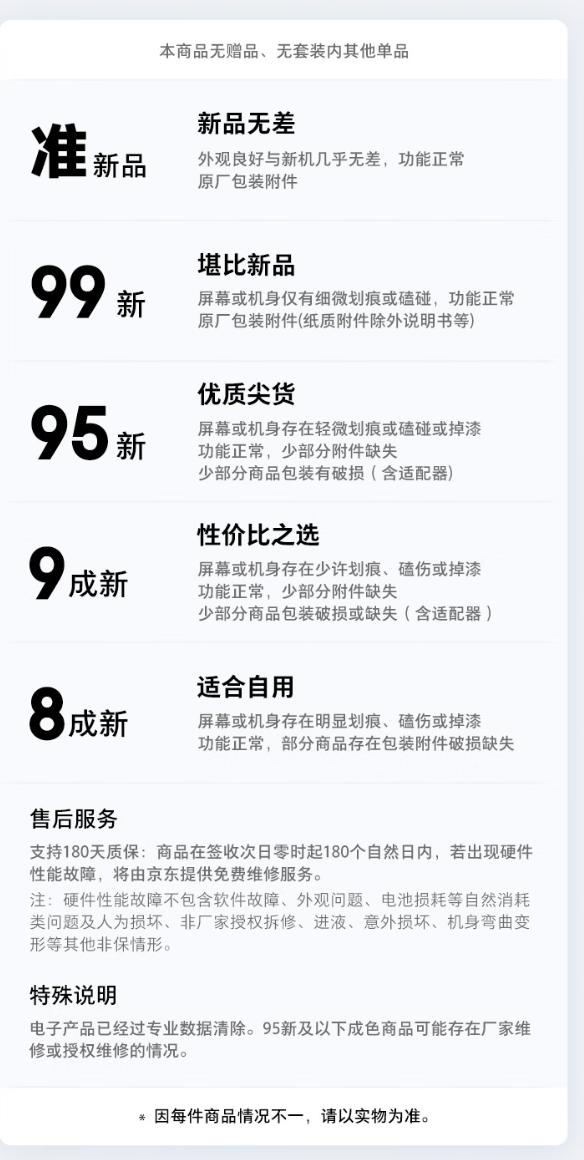 本商品无赠品、无套装内其他单品
准新品
新品无差
外观良好与新机几乎无差，功能正常
原厂包装附件
99新
堪比新品
屏幕或机身仅有细微划痕或磕碰，功能正常
原厂包装附件(纸质附件除外说明书等)
95新
优质尖货
屏幕或机身存在轻微划痕或磕碰或掉漆
功能正常，少部分附件缺失
少部分商品包装有破损（含适配器)
9成新
性价比之选
屏幕或机身存在少许划痕、磕伤或掉漆
功能正常，少部分附件缺失
少部分商品包装破损或缺失（含适配器）
8成新
适合自用
屏幕或机身存在明显划痕、磕伤或掉漆
功能正常，部分商品存在包装附件破损缺失
售后服务
支持180天质保：商品在签收次日零时起180个自然日内，若出现硬件
性能故障，将由京东提供免费维修服务。
注：硬件性能故障不包含软件故障、外观问题、电池损耗等自然消耗
类问题及人为损坏、非厂家授权拆修、进液、意外损坏、机身弯曲变
形等其他非保情形。
特殊说明
电子产品已经过专业数据清除。95新及以下成色商品可能存在厂家维
修或授权维修的情况。
* 因每件商品情况不一，请以实物为准。